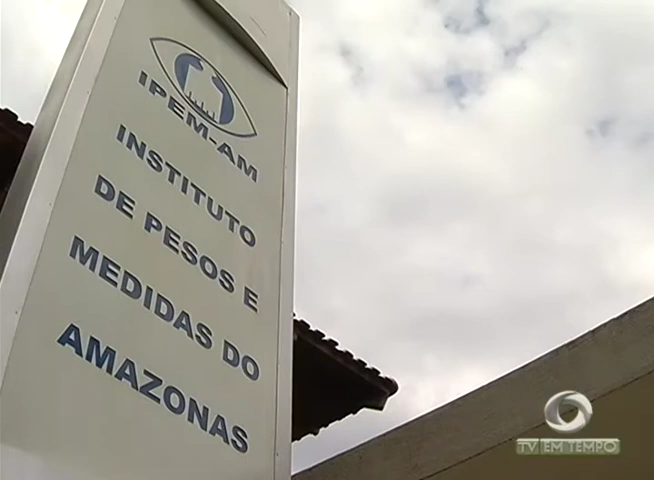 IPEM-AM
INSTITUTO
DE PESOS E
MEDIDAS DO
AMAZONAS
TV EM TEMPO